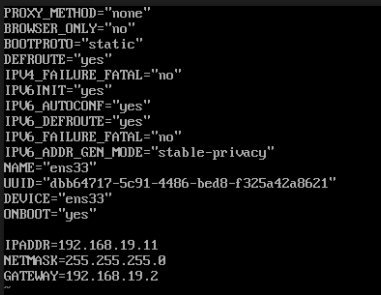 PROXY_METHOD="none"
BROWSER_ONLY="no"
BOOTPROTO="static"
DEFROUTE="yes"
IPV4_FAILURE_FATAL="no"
IPV6INIT="yes"
IPV6_AUTOCONF="yes"
IPV6_DEFROUTE="yes"
IPV6_FAILURE_FATAL="no"
IPV6_ADDR_GEN_MODE="stable-privacy"
NAME="ens33"
UUID="dbb64717-5c91-4486-bed8-f325a42a8621"
DEVICE="ens33"
ONBOOT="yes"

IPADDR=192.168.19.11
NETMASK=255.255.255.0
GATEWAY=192.168.19.2
~